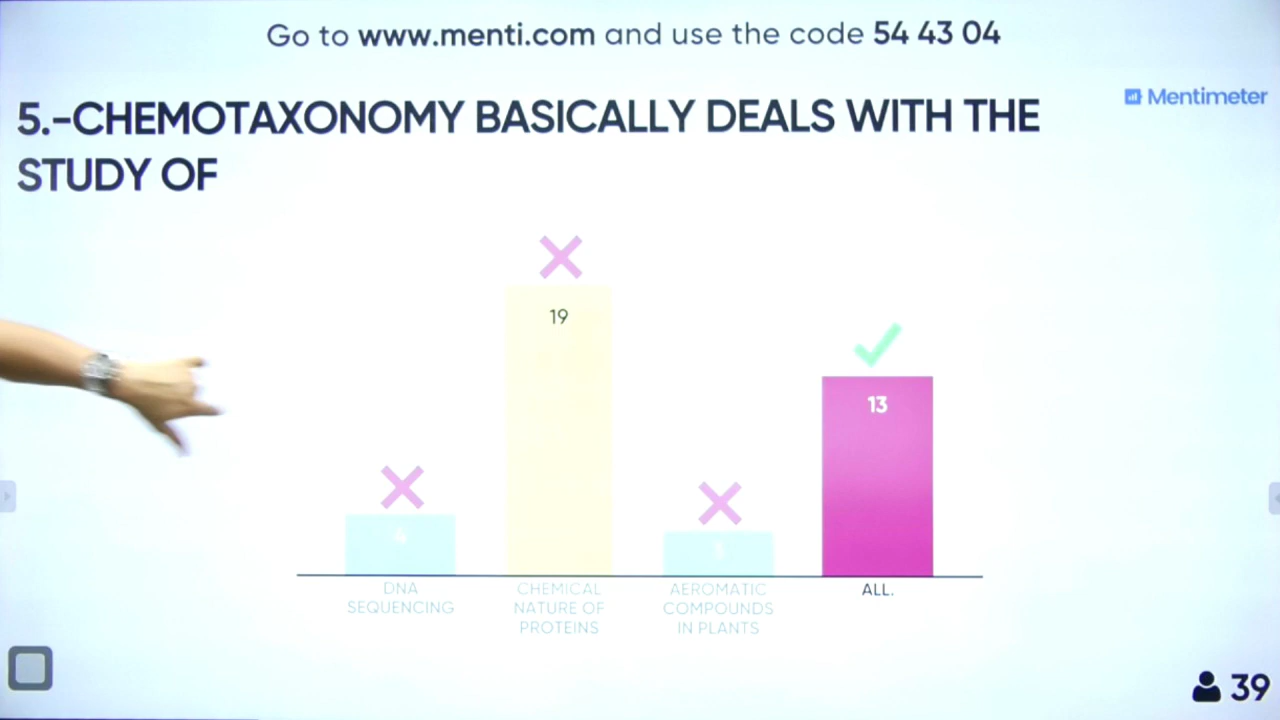 Go to www.menti.com and use the code 54 43 04
Mentimeter
5.-CHEMOTAXONOMY BASICALLY DEALS WITH THE
STUDY OF
19
13
DNA
SEQUENCING
CHEMICAL
NATURE OF
PROTEINS
AEROMATIC
COMPOUNDS
IN PLANTS
ALL.
39